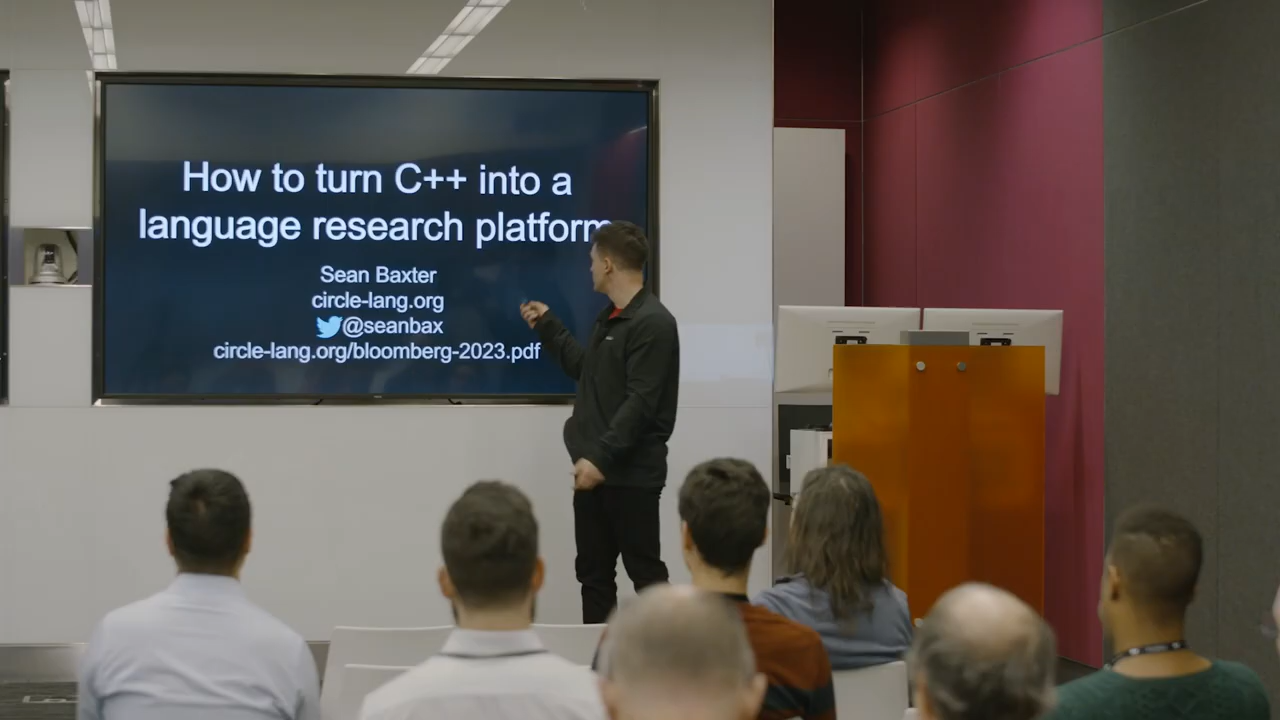 How to turn C++ into a
language research platform
Sean Baxter
circle-lang.org
@seanbax
circle-lang.org/bloomberg-2023.pdf